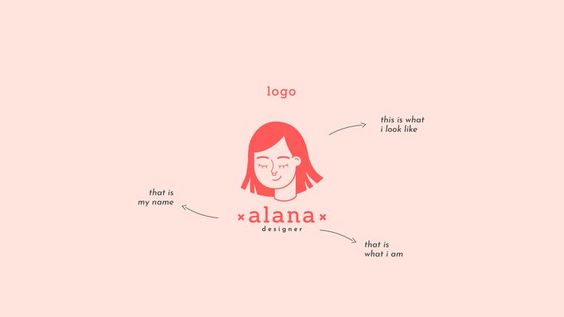 logo
this is what
i look like
that is
my name
×alana×
designer
that is
what i am